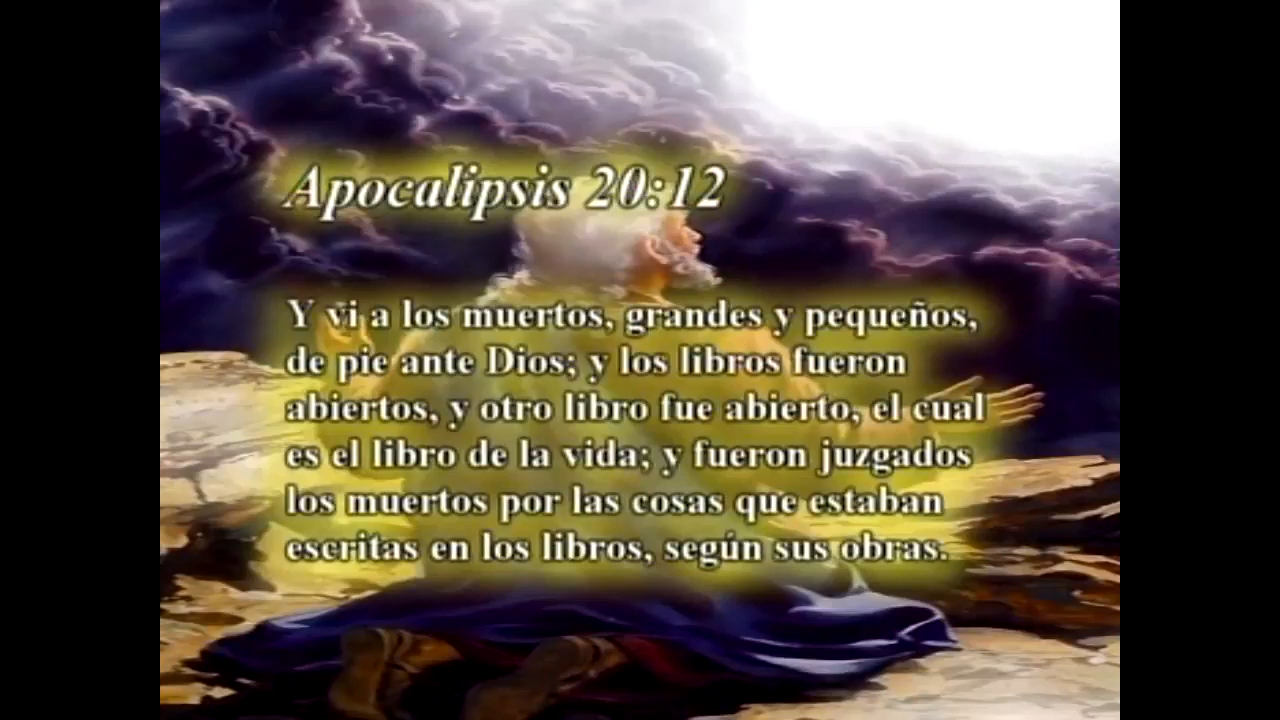 Apocalipsis 20:12
Y vi a los muertos, grandes y pequeños,
de pie ante Dios; y los libros fueron
abiertos, y otro libro fue abierto, el cual
es el libro de la vida; y fueron juzgados
los muertos por las cosas que estaban
escritas en los libros, según sus obras.